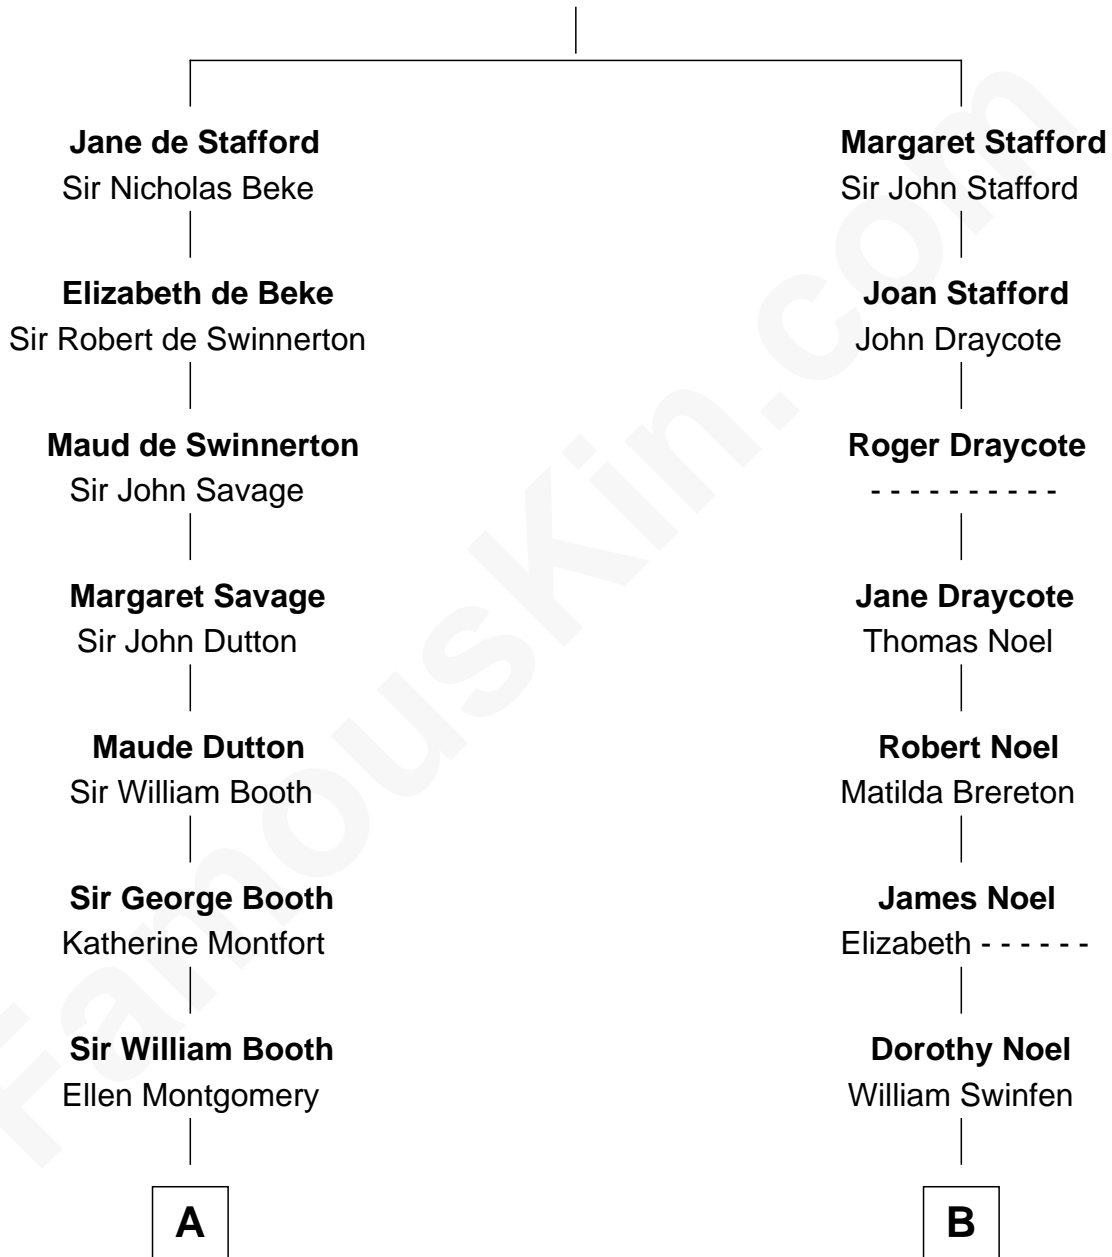 Jane de Stafford
Sir Nicholas Beke
Elizabeth de Beke
Sir Robert de Swinnerton
Maud de Swinnerton
Sir John Savage
Margaret Savage
Sir John Dutton
Maude Dutton
Sir William Booth
Sir George Booth
Katherine Montfort
Sir William Booth
Ellen Montgomery
A
Margaret Stafford
Sir John Stafford
Joan Stafford
John Draycote
Roger Draycote
- - - - - - - - - -
Jane Draycote
Thomas Noel
Robert Noel
Matilda Brereton
James Noel
Elizabeth - - - - - -
Dorothy Noel
William Swinfen
B
FamousKin.com